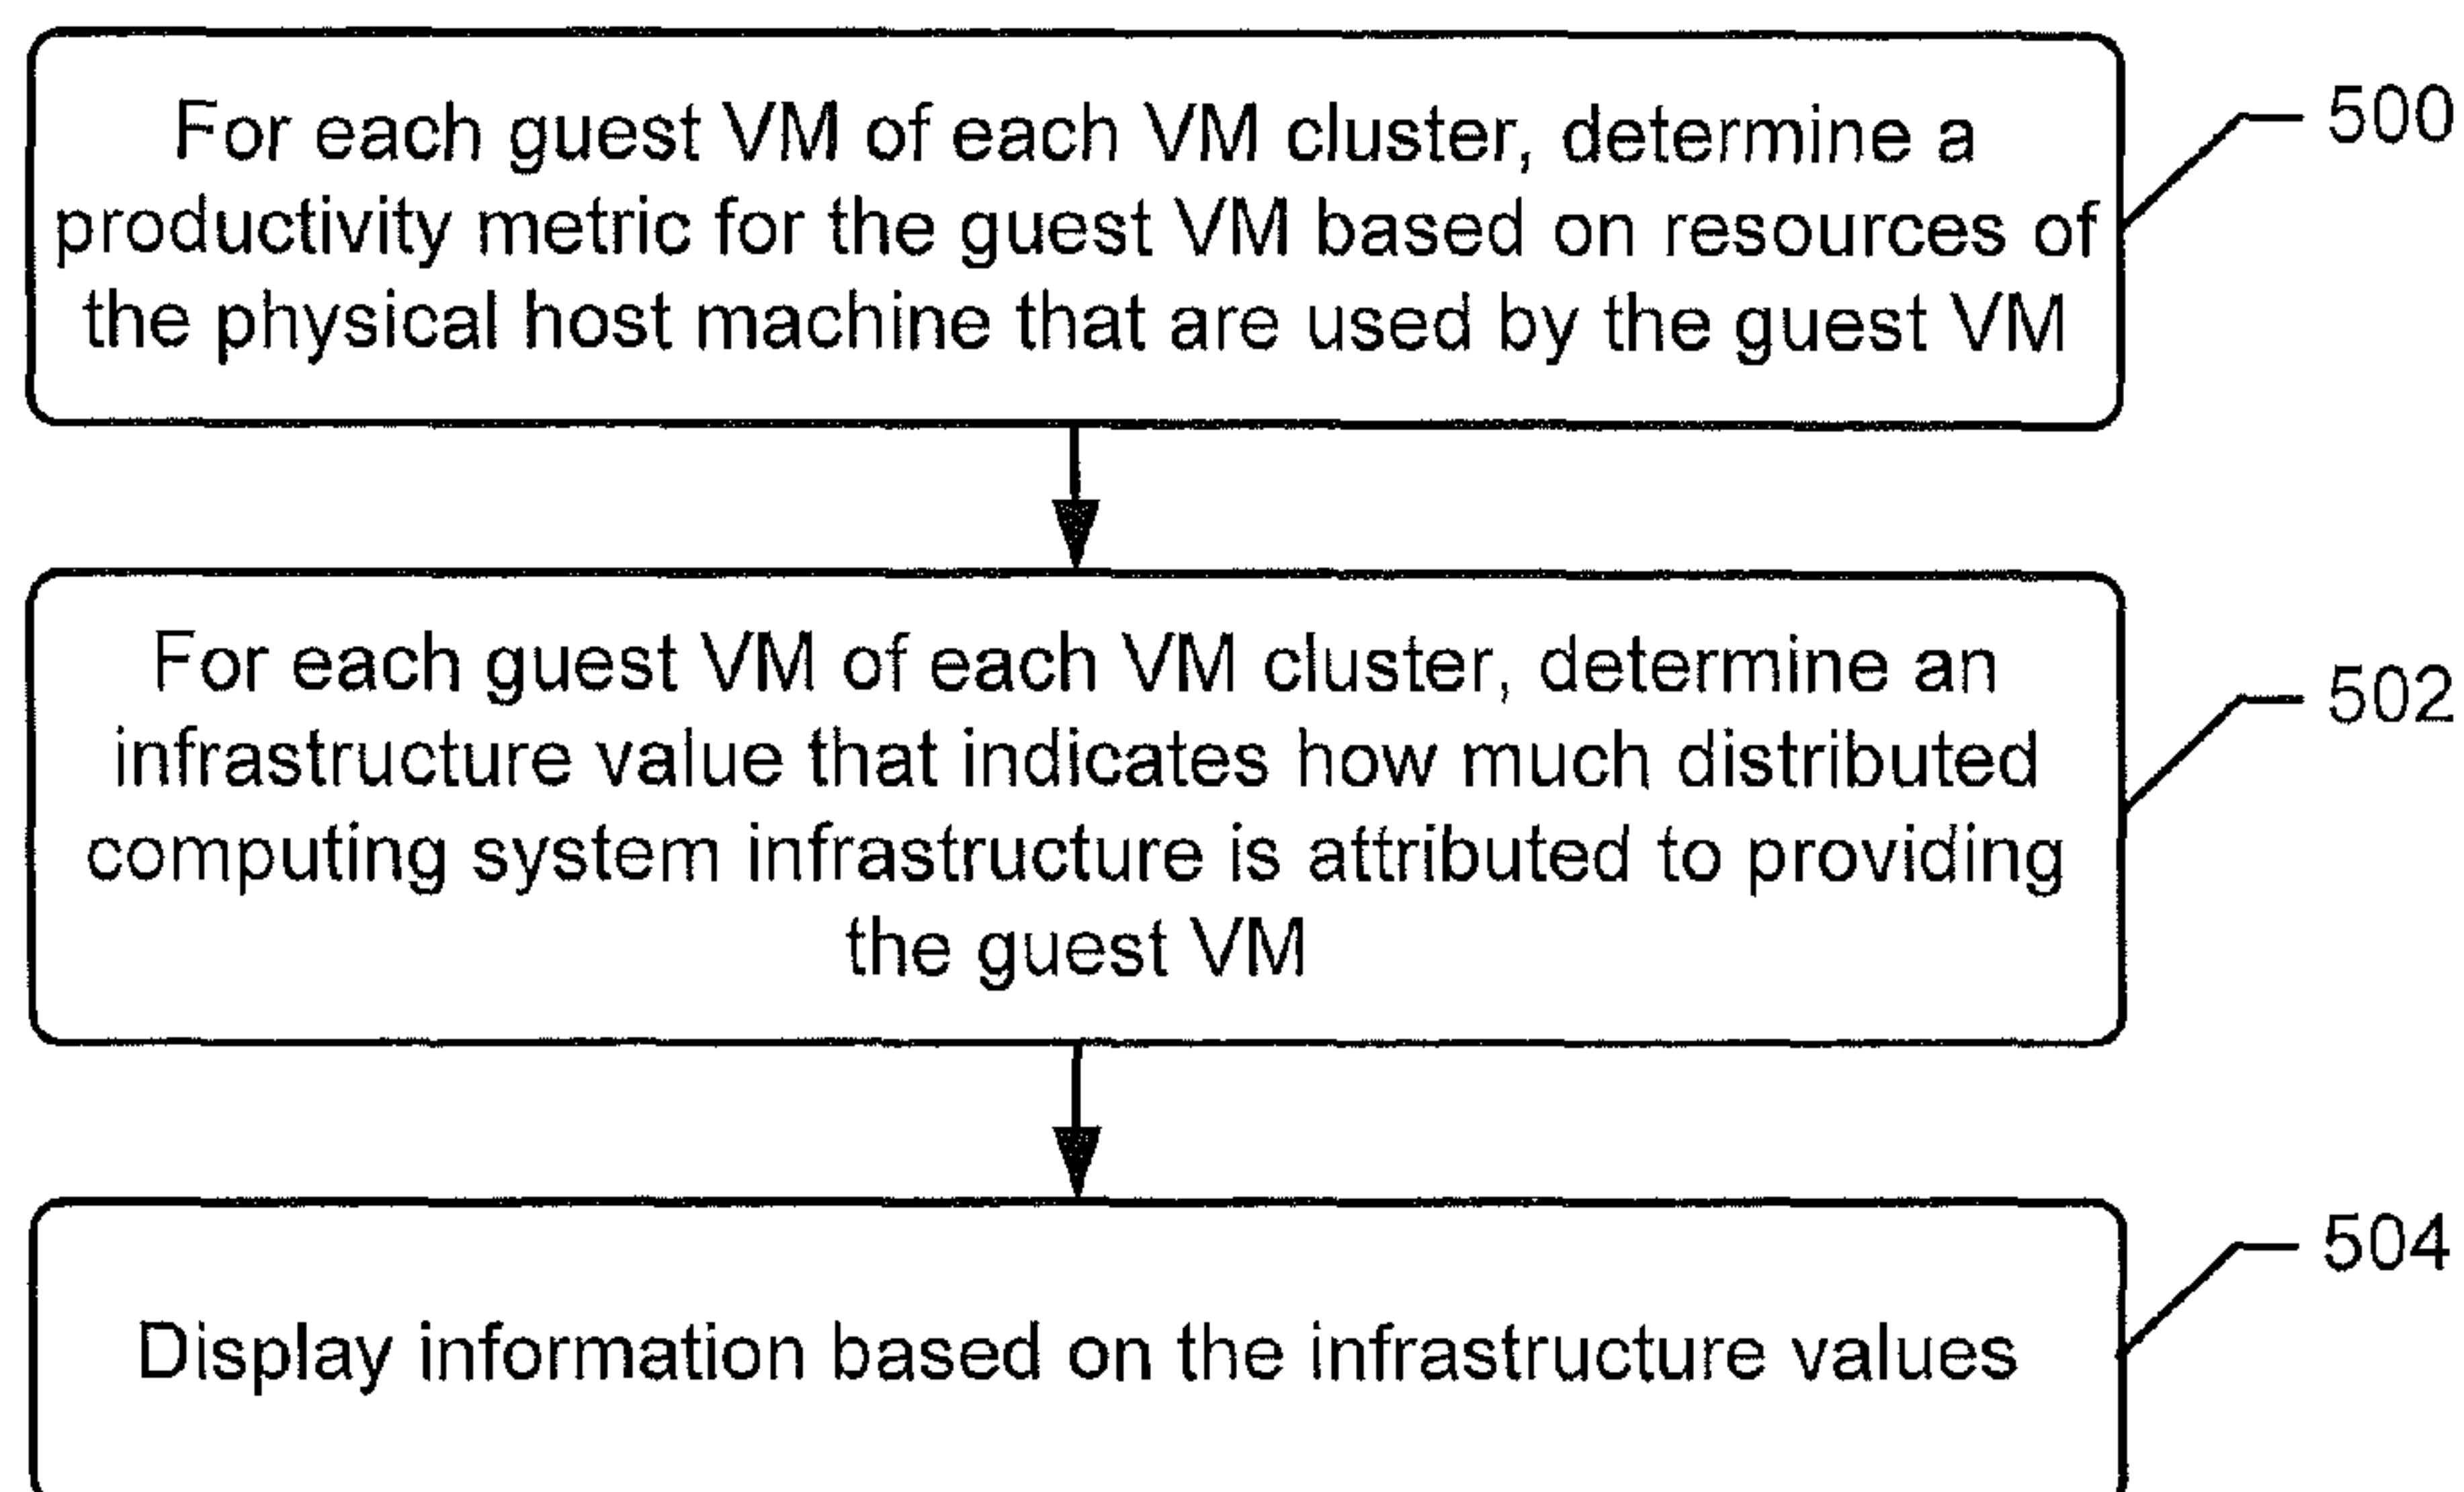 For each guest VM of each VM cluster, determine a
productivity metric for the guest VM based on resources of
the physical host machine that are used by the guest VM
500
For each guest VM of each VM cluster, determine an
infrastructure value that indicates how much distributed
computing system infrastructure is attributed to providing
the guest VM
502
Display information based on the infrastructure values
504